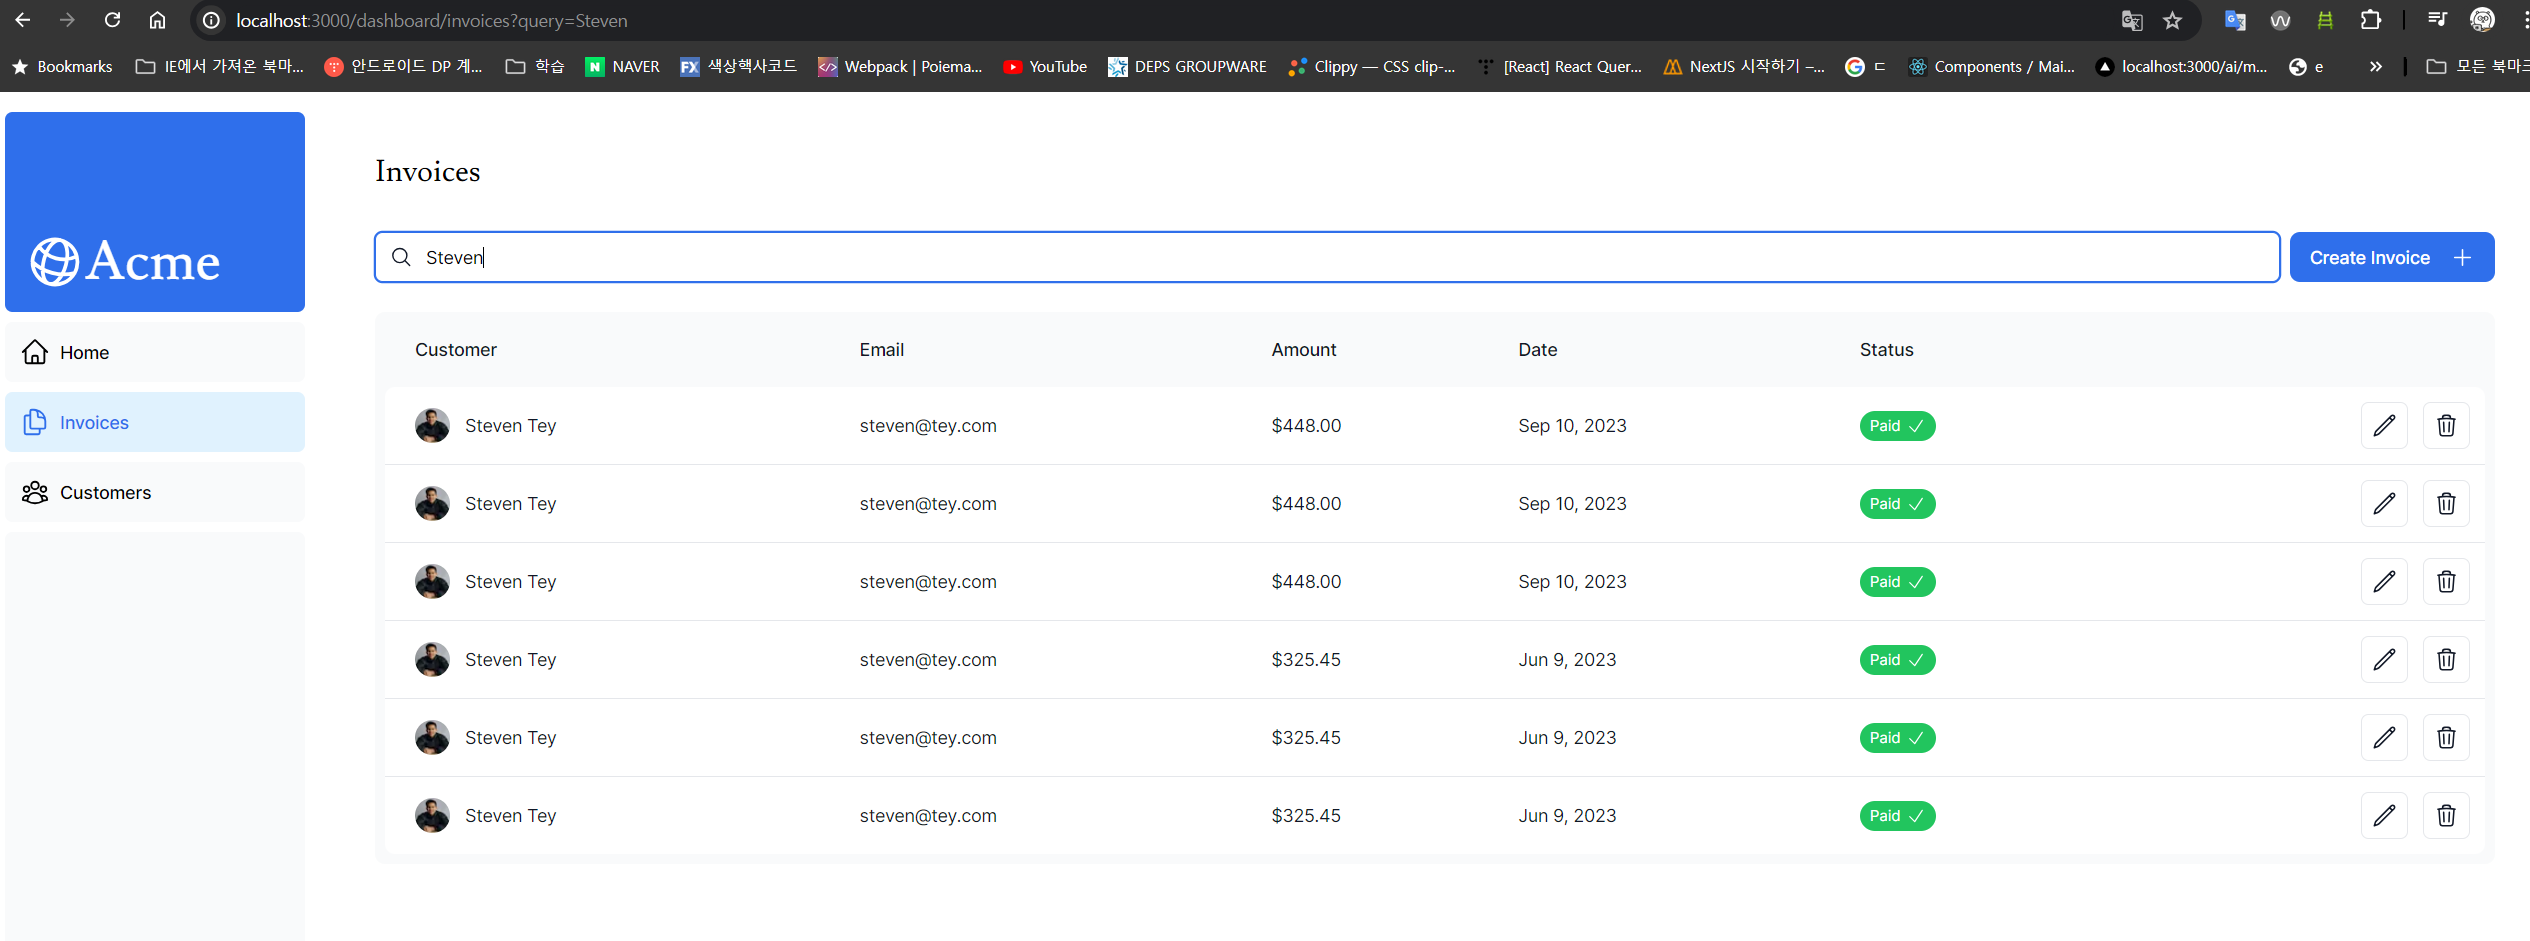 localhost:3000/dashboard/invoices?query=Steven
Bookmarks IE에서 가져온 북마... 안드로이드 DP 계... 학습 NAVER 색상헥사코드 Webpack | Poiema... YouTube DEPS GROUPWARE Clippy — CSS clip-... [React] React Quer... NextJS 시작하기 –... ㄷ Components / Mai... localhost:3000/ai/m... e 모든 북마크
Acme
Home
Invoices
Customers
Invoices
Steven
Create Invoice
Customer Email Amount Date Status
Steven Tey steven@tey.com $448.00 Sep 10, 2023 Paid
Steven Tey steven@tey.com $448.00 Sep 10, 2023 Paid
Steven Tey steven@tey.com $448.00 Sep 10, 2023 Paid
Steven Tey steven@tey.com $325.45 Jun 9, 2023 Paid
Steven Tey steven@tey.com $325.45 Jun 9, 2023 Paid
Steven Tey steven@tey.com $325.45 Jun 9, 2023 Paid